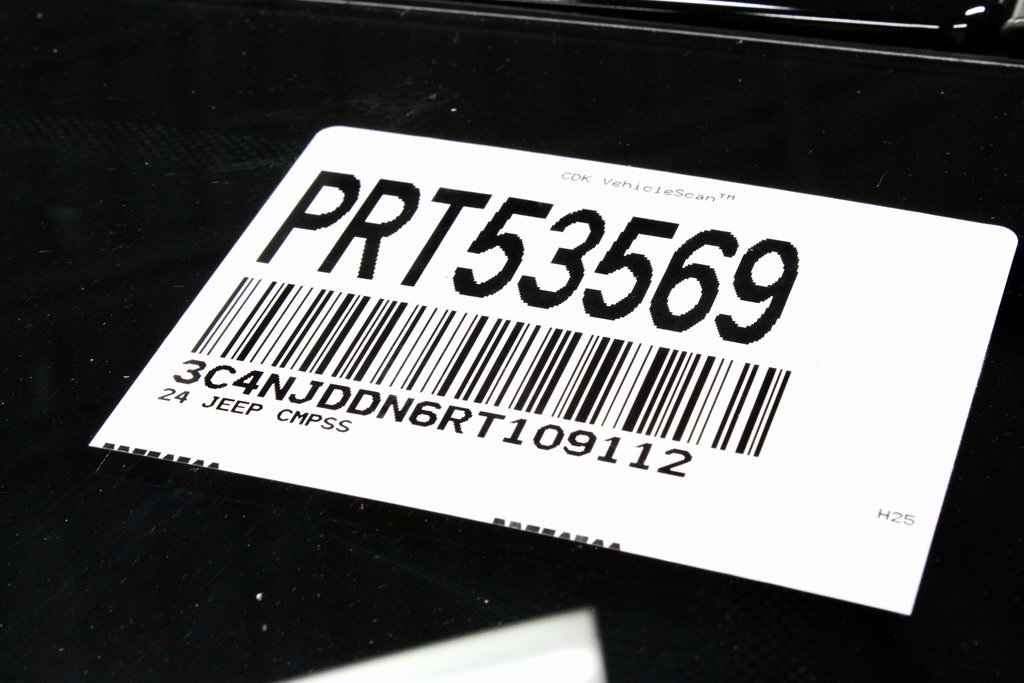 CDK VehicleScan™
PRT53569
3C4NJDDN6RT109112
24 JEEP CMPSS
H25